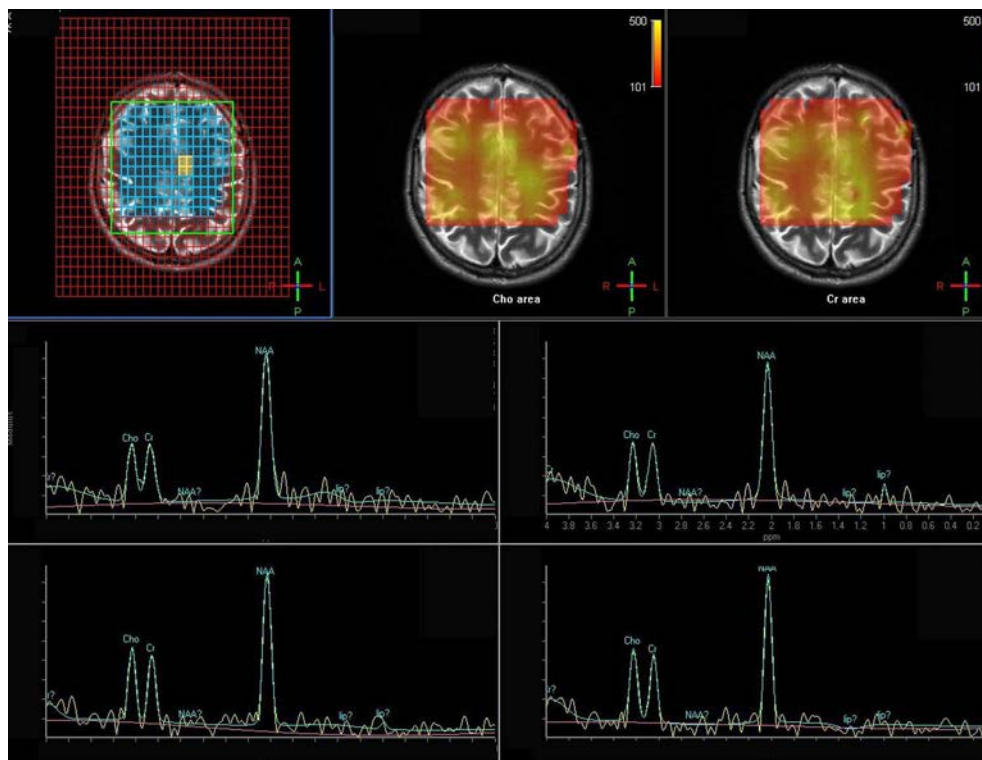 500
101
A
R L
P
Cho area
A
R L
P
500
101
Cr area
A
R L
P
NAA
Cho Cr
NAA? lip? lip?
NAA
Cho Cr
NAA? lip? lip?
4 3.8 3.6 3.4 3.2 3 2.8 2.6 2.4 2.2 2 1.8 1.6 1.4 1.2 1 0.8 0.6 0.4 0.2
ppm
NAA
Cho Cr
r? NAA? lip? lip?
NAA
Cho Cr
Cr? NAA? lip? lip?